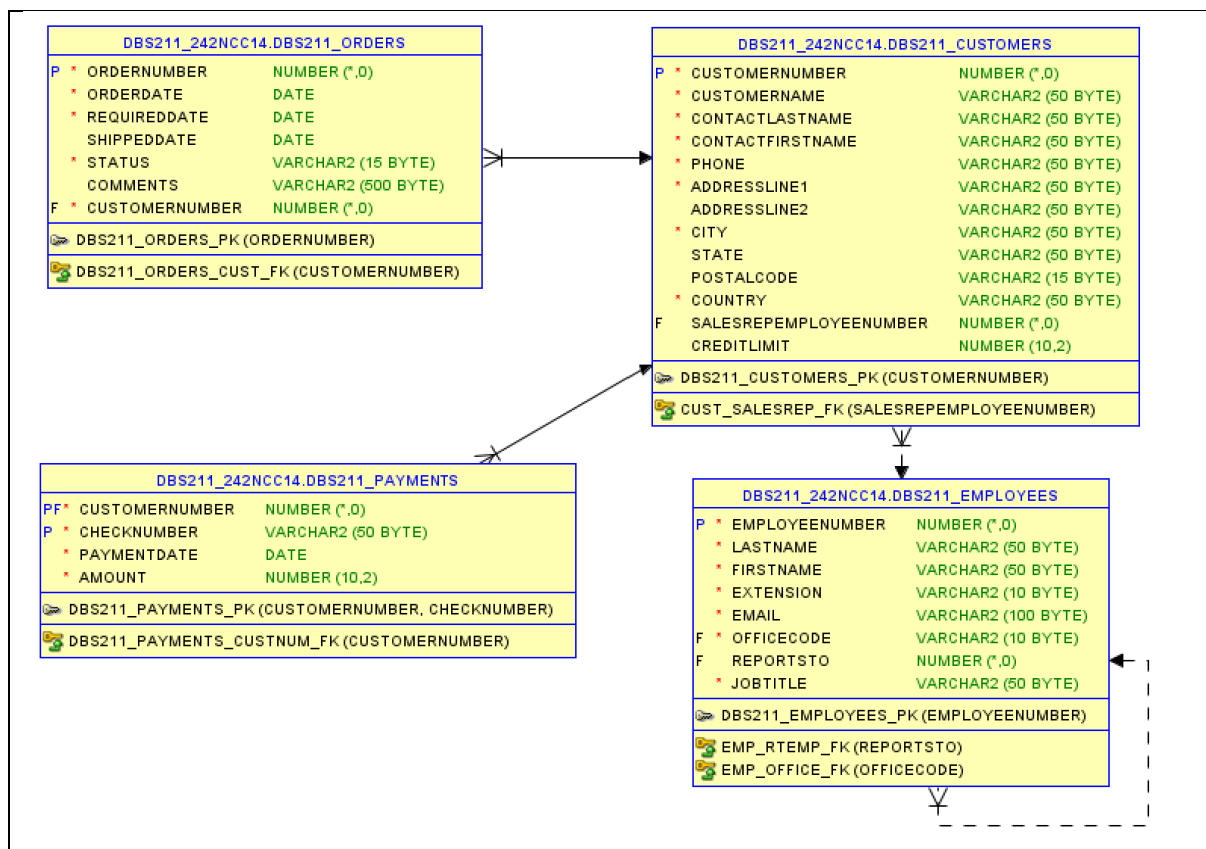 DBS211_242NCC14.DBS211_ORDERS
P * ORDERNUMBER NUMBER (*,0)
* ORDERDATE DATE
* REQUIREDDATE DATE
SHIPPEDDATE DATE
* STATUS VARCHAR2 (15 BYTE)
COMMENTS VARCHAR2 (500 BYTE)
F * CUSTOMERNUMBER NUMBER (*,0)
DBS211_ORDERS_PK (ORDERNUMBER)
DBS211_ORDERS_CUST_FK (CUSTOMERNUMBER)
DBS211_242NCC14.DBS211_CUSTOMERS
P * CUSTOMERNUMBER NUMBER (*,0)
* CUSTOMERNAME VARCHAR2 (50 BYTE)
* CONTACTLASTNAME VARCHAR2 (50 BYTE)
* CONTACTFIRSTNAME VARCHAR2 (50 BYTE)
* PHONE VARCHAR2 (50 BYTE)
* ADDRESSLINE1 VARCHAR2 (50 BYTE)
ADDRESSLINE2 VARCHAR2 (50 BYTE)
* CITY VARCHAR2 (50 BYTE)
STATE VARCHAR2 (50 BYTE)
POSTALCODE VARCHAR2 (15 BYTE)
* COUNTRY VARCHAR2 (50 BYTE)
F SALESREPEMPLOYEENUMBER NUMBER (*,0)
CREDITLIMIT NUMBER (10,2)
DBS211_CUSTOMERS_PK (CUSTOMERNUMBER)
CUST_SALESREP_FK (SALESREPEMPLOYEENUMBER)
DBS211_242NCC14.DBS211_PAYMENTS
PF* CUSTOMERNUMBER NUMBER (*,0)
P * CHECKNUMBER VARCHAR2 (50 BYTE)
* PAYMENTDATE DATE
* AMOUNT NUMBER (10,2)
DBS211_PAYMENTS_PK (CUSTOMERNUMBER, CHECKNUMBER)
DBS211_PAYMENTS_CUSTNUM_FK (CUSTOMERNUMBER)
DBS211_242NCC14.DBS211_EMPLOYEES
P * EMPLOYEENUMBER NUMBER (*,0)
* LASTNAME VARCHAR2 (50 BYTE)
* FIRSTNAME VARCHAR2 (50 BYTE)
* EXTENSION VARCHAR2 (10 BYTE)
* EMAIL VARCHAR2 (100 BYTE)
F * OFFICECODE VARCHAR2 (10 BYTE)
F REPORTSTO NUMBER (*,0)
* JOBTITLE VARCHAR2 (50 BYTE)
DBS211_EMPLOYEES_PK (EMPLOYEENUMBER)
EMP_RTEMP_FK (REPORTSTO)
EMP_OFFICE_FK (OFFICECODE)